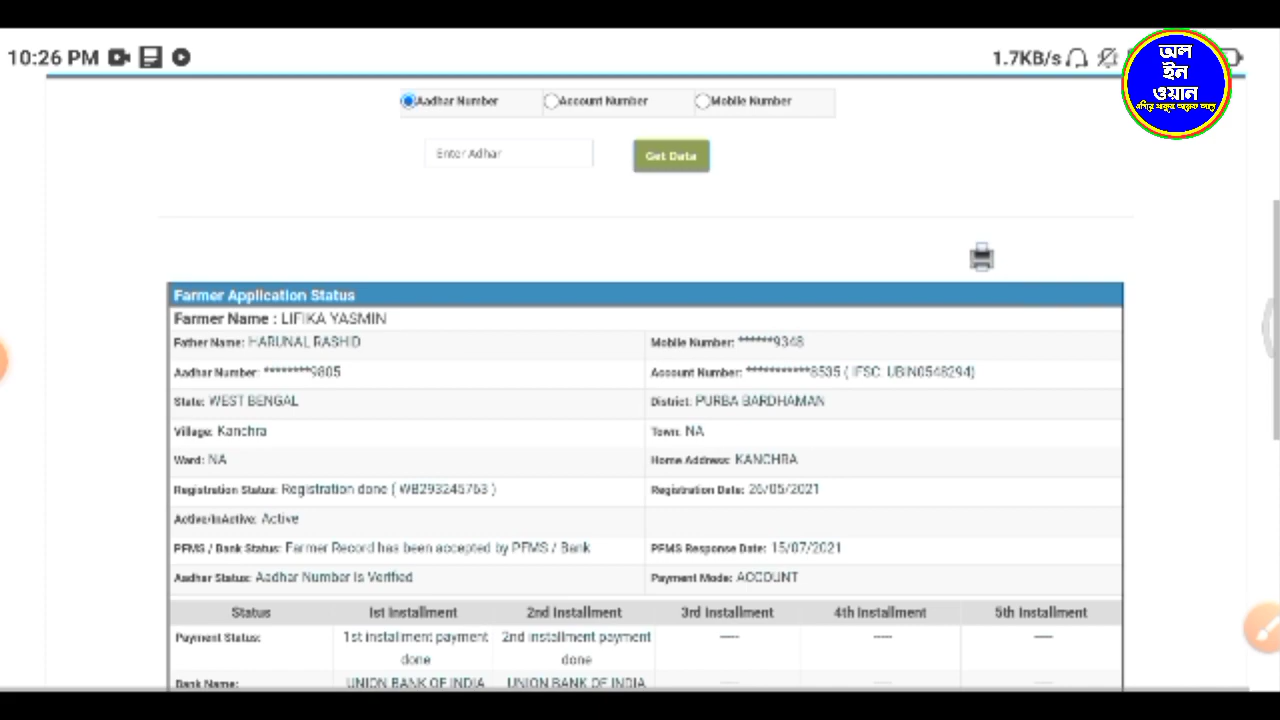 10:26 PM
1.7KB/s
অল
ইন
ওয়ান
Aadhar Number Account Number Mobile Number
Enter Adhar Get Data
Farmer Application Status
Farmer Name : LIFIKA YASMIN
Father Name: HARUNAL RASHID Mobile Number: ******9348
Aadhar Number: ********9805 Account Number: ***********8535 ( IFSC: UBIN0548294)
State: WEST BENGAL District: PURBA BARDHAMAN
Village: Kanchra Town: NA
Ward: NA Home Address: KANCHRA
Registration Status: Registration done ( WB293245763 ) Registration Date: 26/05/2021
Active/InActive: Active
PFMS / Bank Status: Farmer Record has been accepted by PFMS / Bank PFMS Response Date: 15/07/2021
Aadhar Status: Aadhar Number is Verified Payment Mode: ACCOUNT
Status 1st Installment 2nd Installment 3rd Installment 4th Installment 5th Installment
Payment Status: 1st installment payment done 2nd installment payment done ----- ----- -----
Bank Name: UNION BANK OF INDIA UNION BANK OF INDIA ----- ----- -----